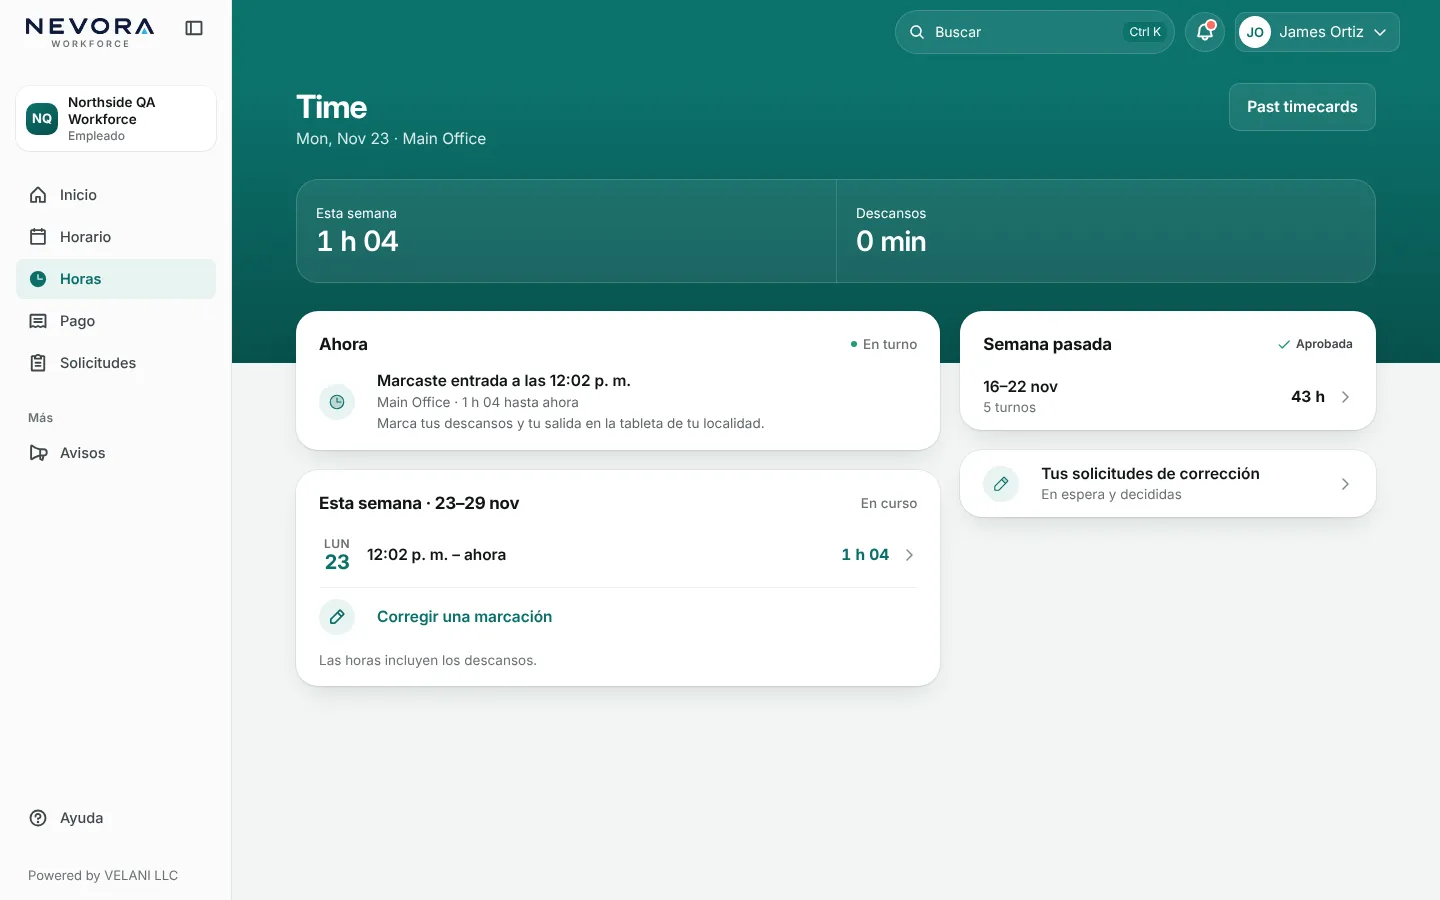 NEVORA
WORKFORCE
Buscar
Ctrl K
JO
James Ortiz
NQ
Northside QA
Workforce
Empleado
Inicio
Horario
Horas
Pago
Solicitudes
Más
Avisos
Ayuda
Powered by VELANI LLC
Time
Mon, Nov 23 · Main Office
Past timecards
Esta semana
1 h 04
Descansos
0 min
Ahora
En turno
Marcaste entrada a las 12:02 p. m.
Main Office · 1 h 04 hasta ahora
Marca tus descansos y tu salida en la tableta de tu localidad.
Esta semana · 23–29 nov
En curso
LUN
23
12:02 p. m. – ahora
1 h 04
Corregir una marcación
Las horas incluyen los descansos.
Semana pasada
Aprobada
16–22 nov
5 turnos
43 h
Tus solicitudes de corrección
En espera y decididas